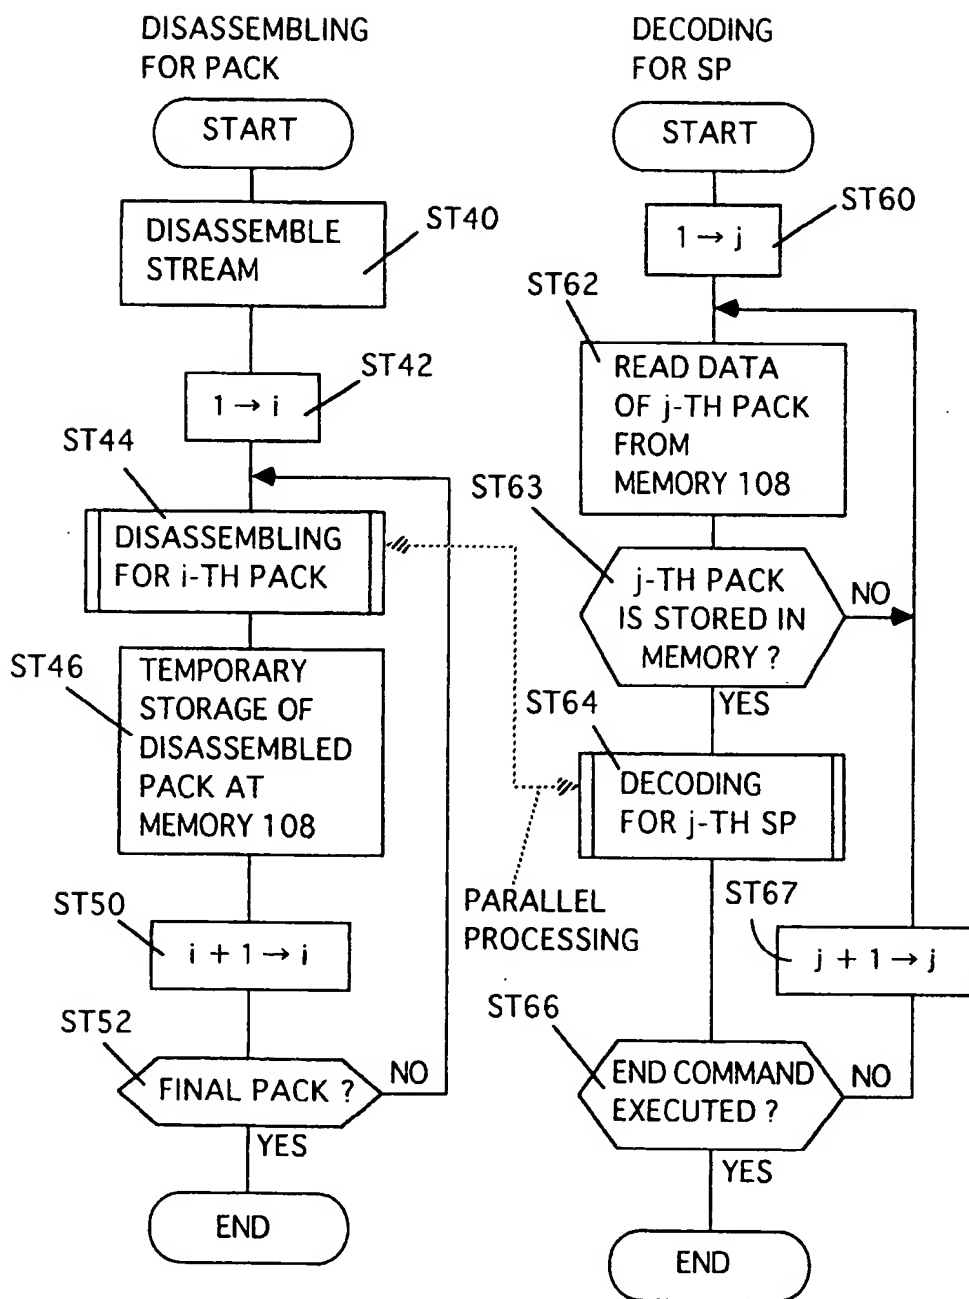 DISASSEMBLING
FOR PACK
START
ST40
DISASSEMBLE
STREAM
ST42
1 → i
ST44
DISASSEMBLING
FOR i-TH PACK
ST46
TEMPORARY
STORAGE OF
DISASSEMBLED
PACK AT
MEMORY 108
ST50
i + 1 → i
ST52
FINAL PACK ?
NO
YES
END
DECODING
FOR SP
START
ST60
1 → j
ST62
READ DATA
OF j-TH PACK
FROM
MEMORY 108
ST63
j-TH PACK
IS STORED IN
MEMORY ?
NO
YES
ST64
DECODING
FOR j-TH SP
PARALLEL
PROCESSING
ST67
j + 1 → j
ST66
END COMMAND
EXECUTED ?
NO
YES
END